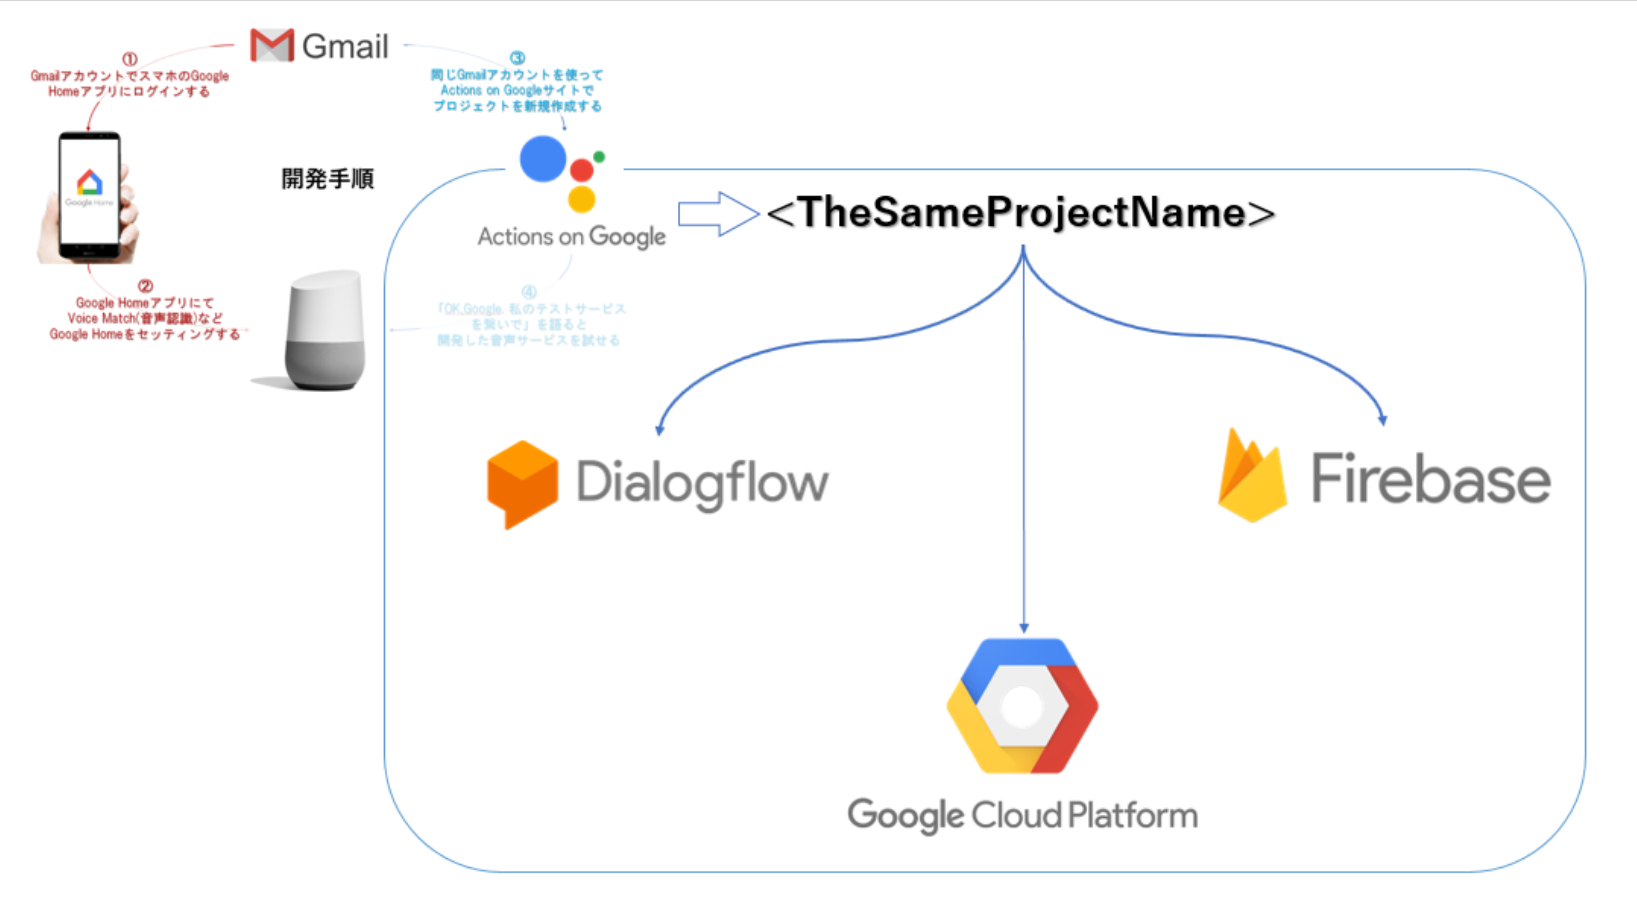 Gmail
①
GmailアカウントでスマホのGoogle
Homeアプリにログインする
Google Home
②
Google Homeアプリにて
Voice Match(音声認識)など
Google Homeをセッティングする
開発手順
③
同じGmailアカウントを使って
Actions on Googleサイトで
プロジェクトを新規作成する
Actions on Google
④
「OK Google, 私のテストサービス
を繋いで」を語ると
開発した音声サービスを試せる
<TheSameProjectName>
Dialogflow
Firebase
Google Cloud Platform